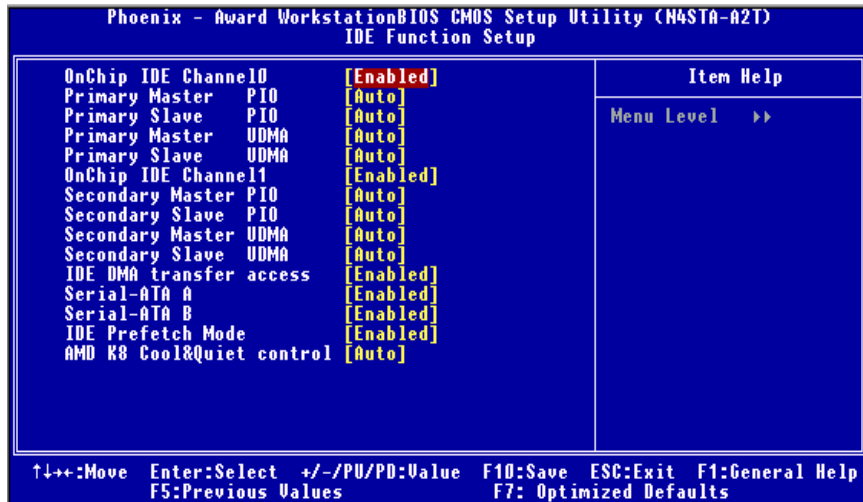 Phoenix - Award WorkstationBIOS CMOS Setup Utility (N4STA-A2T)
IDE Function Setup
OnChip IDE Channel0 [Enabled]
Primary Master PIO [Auto]
Primary Slave PIO [Auto]
Primary Master UDMA [Auto]
Primary Slave UDMA [Auto]
OnChip IDE Channel1 [Enabled]
Secondary Master PIO [Auto]
Secondary Slave PIO [Auto]
Secondary Master UDMA [Auto]
Secondary Slave UDMA [Auto]
IDE DMA transfer access [Enabled]
Serial-ATA A [Enabled]
Serial-ATA B [Enabled]
IDE Prefetch Mode [Enabled]
AMD K8 Cool&Quiet control [Auto]
Item Help
Menu Level ▸▸
↑↓→←:Move Enter:Select +/-/PU/PD:Value F10:Save ESC:Exit F1:General Help
F5:Previous Values F7: Optimized Defaults